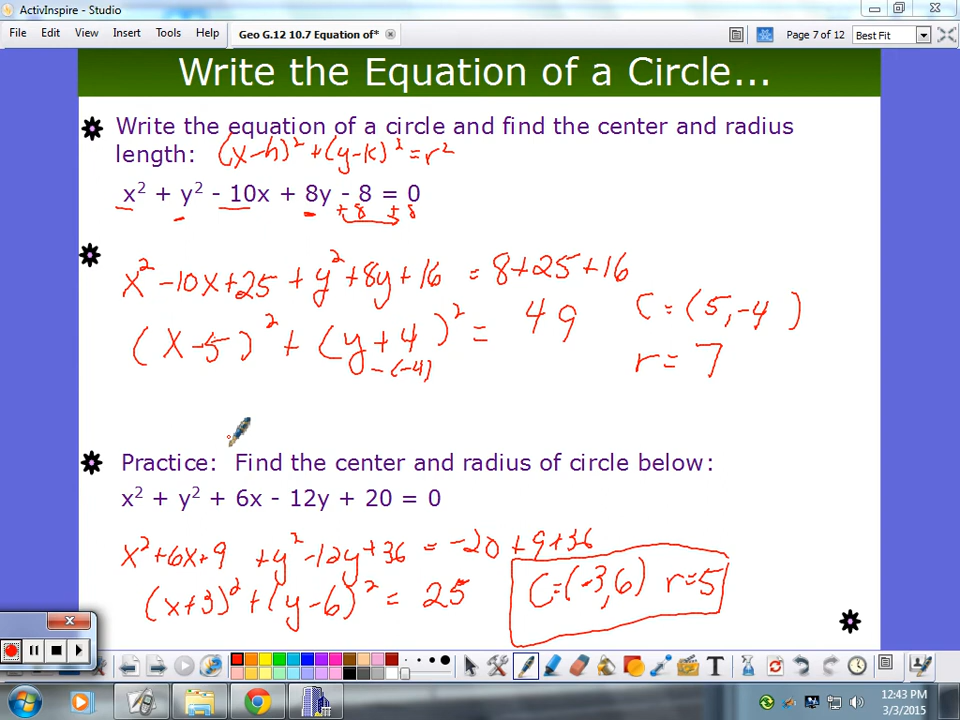 ActivInspire - Studio
File Edit View Insert Tools Help Geo G.12 10.7 Equation of* Page 7 of 12 Best Fit
Write the Equation of a Circle...
Write the equation of a circle and find the center and radius
length: (x-h)² + (y-k)² = r²
x² + y² - 10x + 8y - 8 = 0
+8 +8
x² -10x+25 + y² +8y+16 = 8+25+16
C = (5, -4 )
(x-5)² + (y+4)² = 49
-(-4)
r = 7
Practice: Find the center and radius of circle below:
x² + y² + 6x - 12y + 20 = 0
x²+6x+9 +y²-12y+36 = -20 +9+36
(x+3)² + (y-6)² = 25
C=(-3,6) r=5
12:43 PM
3/3/2015